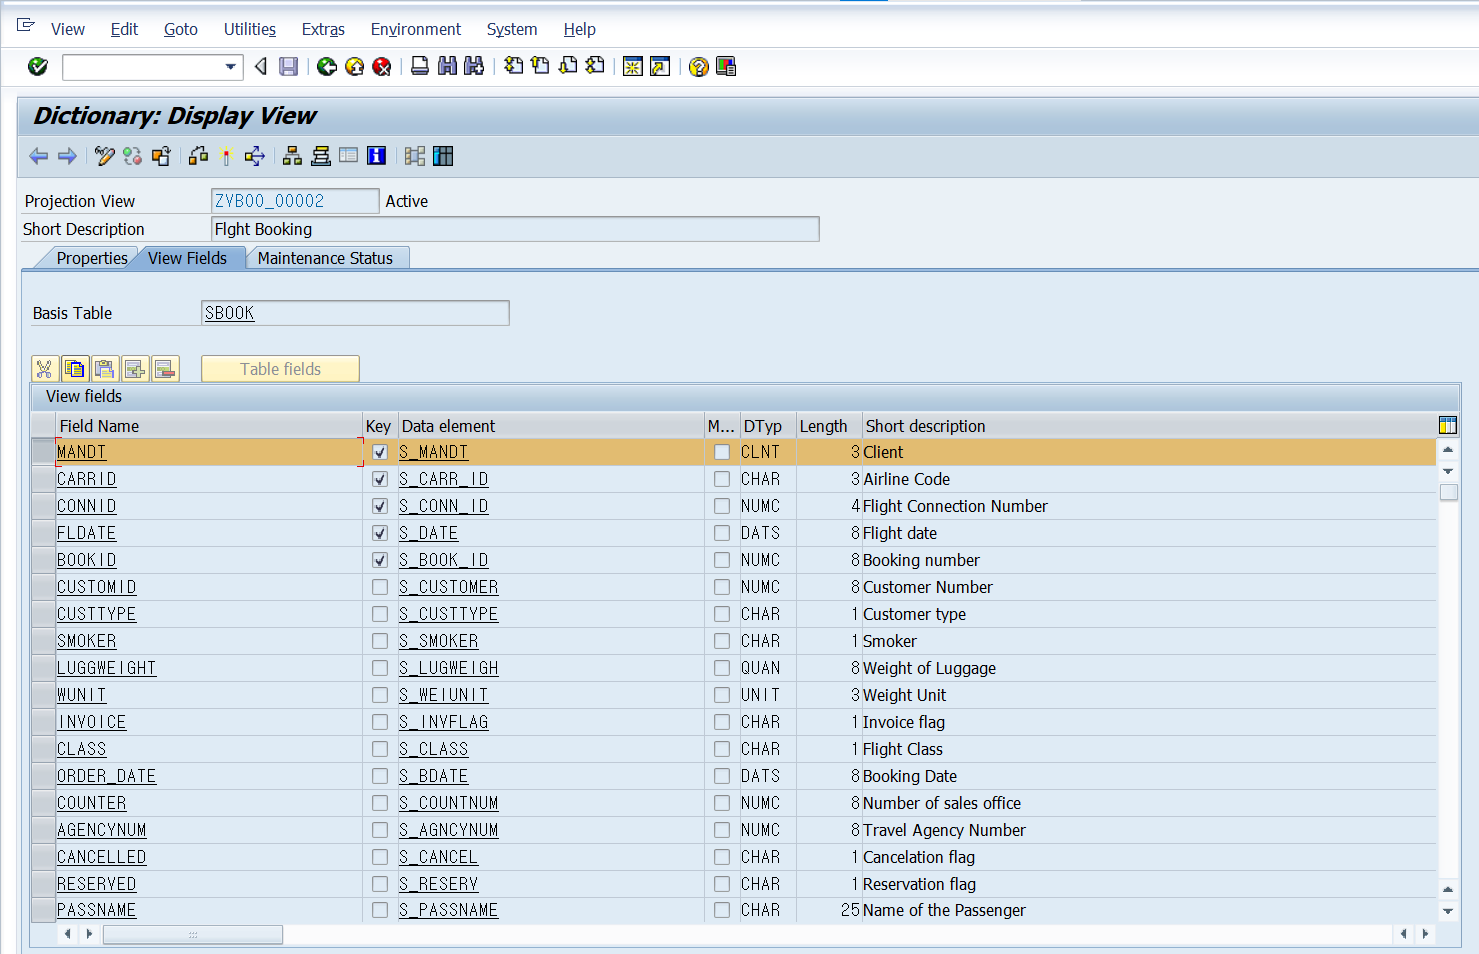 View Edit Goto Utilities Extras Environment System Help
Dictionary: Display View
Projection View ZYB00_00002 Active
Short Description Flght Booking
Properties View Fields Maintenance Status
Basis Table SBOOK
Table fields
View fields
Field Name Key Data element M... DTyp Length Short description
MANDT S_MANDT CLNT 3 Client
CARRID S_CARR_ID CHAR 3 Airline Code
CONNID S_CONN_ID NUMC 4 Flight Connection Number
FLDATE S_DATE DATS 8 Flight date
BOOKID S_BOOK_ID NUMC 8 Booking number
CUSTOMID S_CUSTOMER NUMC 8 Customer Number
CUSTTYPE S_CUSTTYPE CHAR 1 Customer type
SMOKER S_SMOKER CHAR 1 Smoker
LUGGWEIGHT S_LUGWEIGH QUAN 8 Weight of Luggage
WUNIT S_WEIUNIT UNIT 3 Weight Unit
INVOICE S_INVFLAG CHAR 1 Invoice flag
CLASS S_CLASS CHAR 1 Flight Class
ORDER_DATE S_BDATE DATS 8 Booking Date
COUNTER S_COUNTNUM NUMC 8 Number of sales office
AGENCYNUM S_AGNCYNUM NUMC 8 Travel Agency Number
CANCELLED S_CANCEL CHAR 1 Cancelation flag
RESERVED S_RESERV CHAR 1 Reservation flag
PASSNAME S_PASSNAME CHAR 25 Name of the Passenger